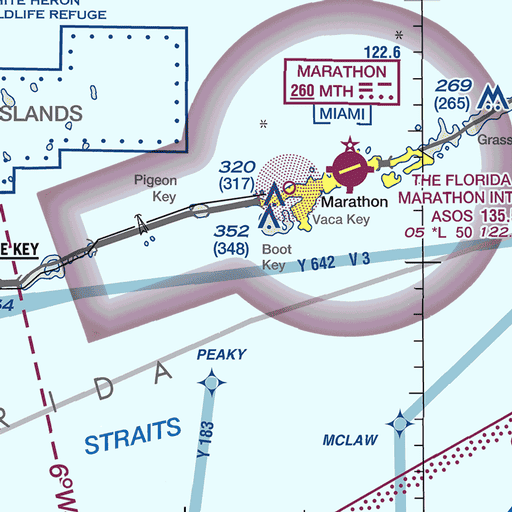 HITE HERON
LDLIFE REFUGE
122.6
MARATHON
260 MTH
MIAMI
269
(265)
SLANDS
Grass
320
(317)
Pigeon
Key
THE FLORIDA
Marathon
MARATHON INT
Vaca Key
ASOS 135.
352
(348)
05 *L 50 122.
Boot
Key
E KEY
Y 642 V 3
PEAKY
R I D A
STRAITS
Y 183
MCLAW
6°W